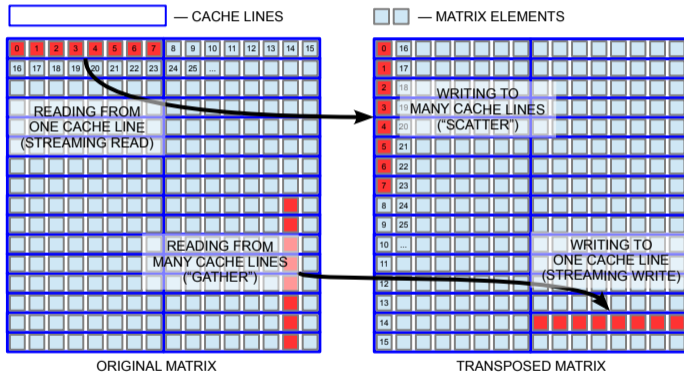 — CACHE LINES
— MATRIX ELEMENTS
0 1 2 3 4 5 6 7 8 9 10 11 12 13 14 15
16 17 18 19 20 21 22 23 24 25 ...
READING FROM
ONE CACHE LINE
(STREAMING READ)
READING FROM
MANY CACHE LINES
("GATHER")
ORIGINAL MATRIX
0 16
1 17
2 18
3 19
4 20
5 21
6 22
7 23
8 24
9 25
10 ...
11
12
13
14
15
WRITING TO
MANY CACHE LINES
("SCATTER")
WRITING TO
ONE CACHE LINE
(STREAMING WRITE)
TRANSPOSED MATRIX